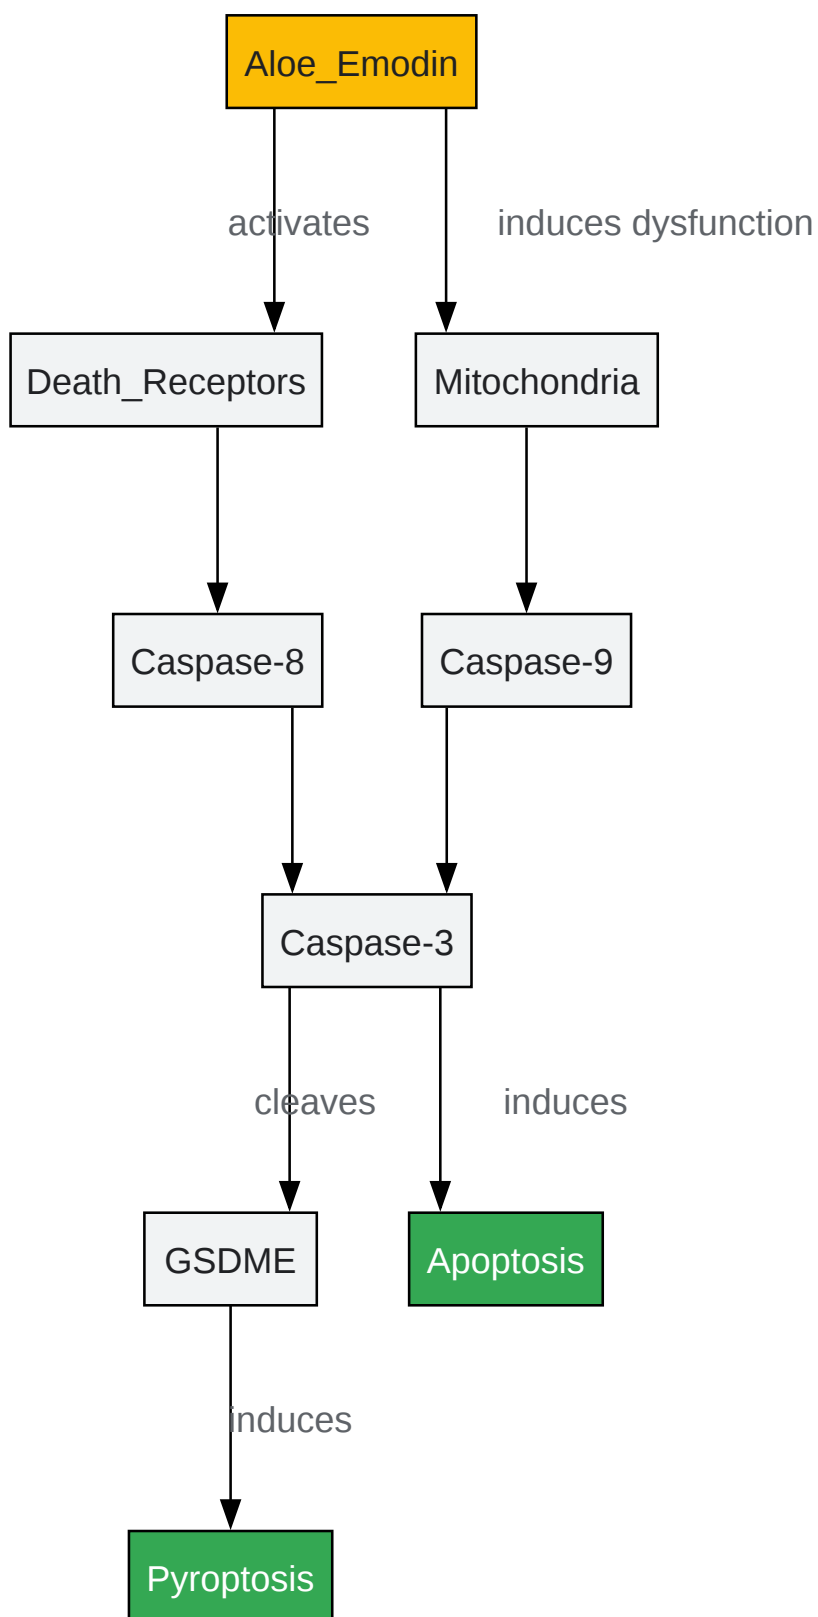 Aloe_Emodin
activates
induces dysfunction
Death_Receptors
Mitochondria
Caspase-8
Caspase-9
Caspase-3
cleaves
induces
GSDME
Apoptosis
induces
Pyroptosis